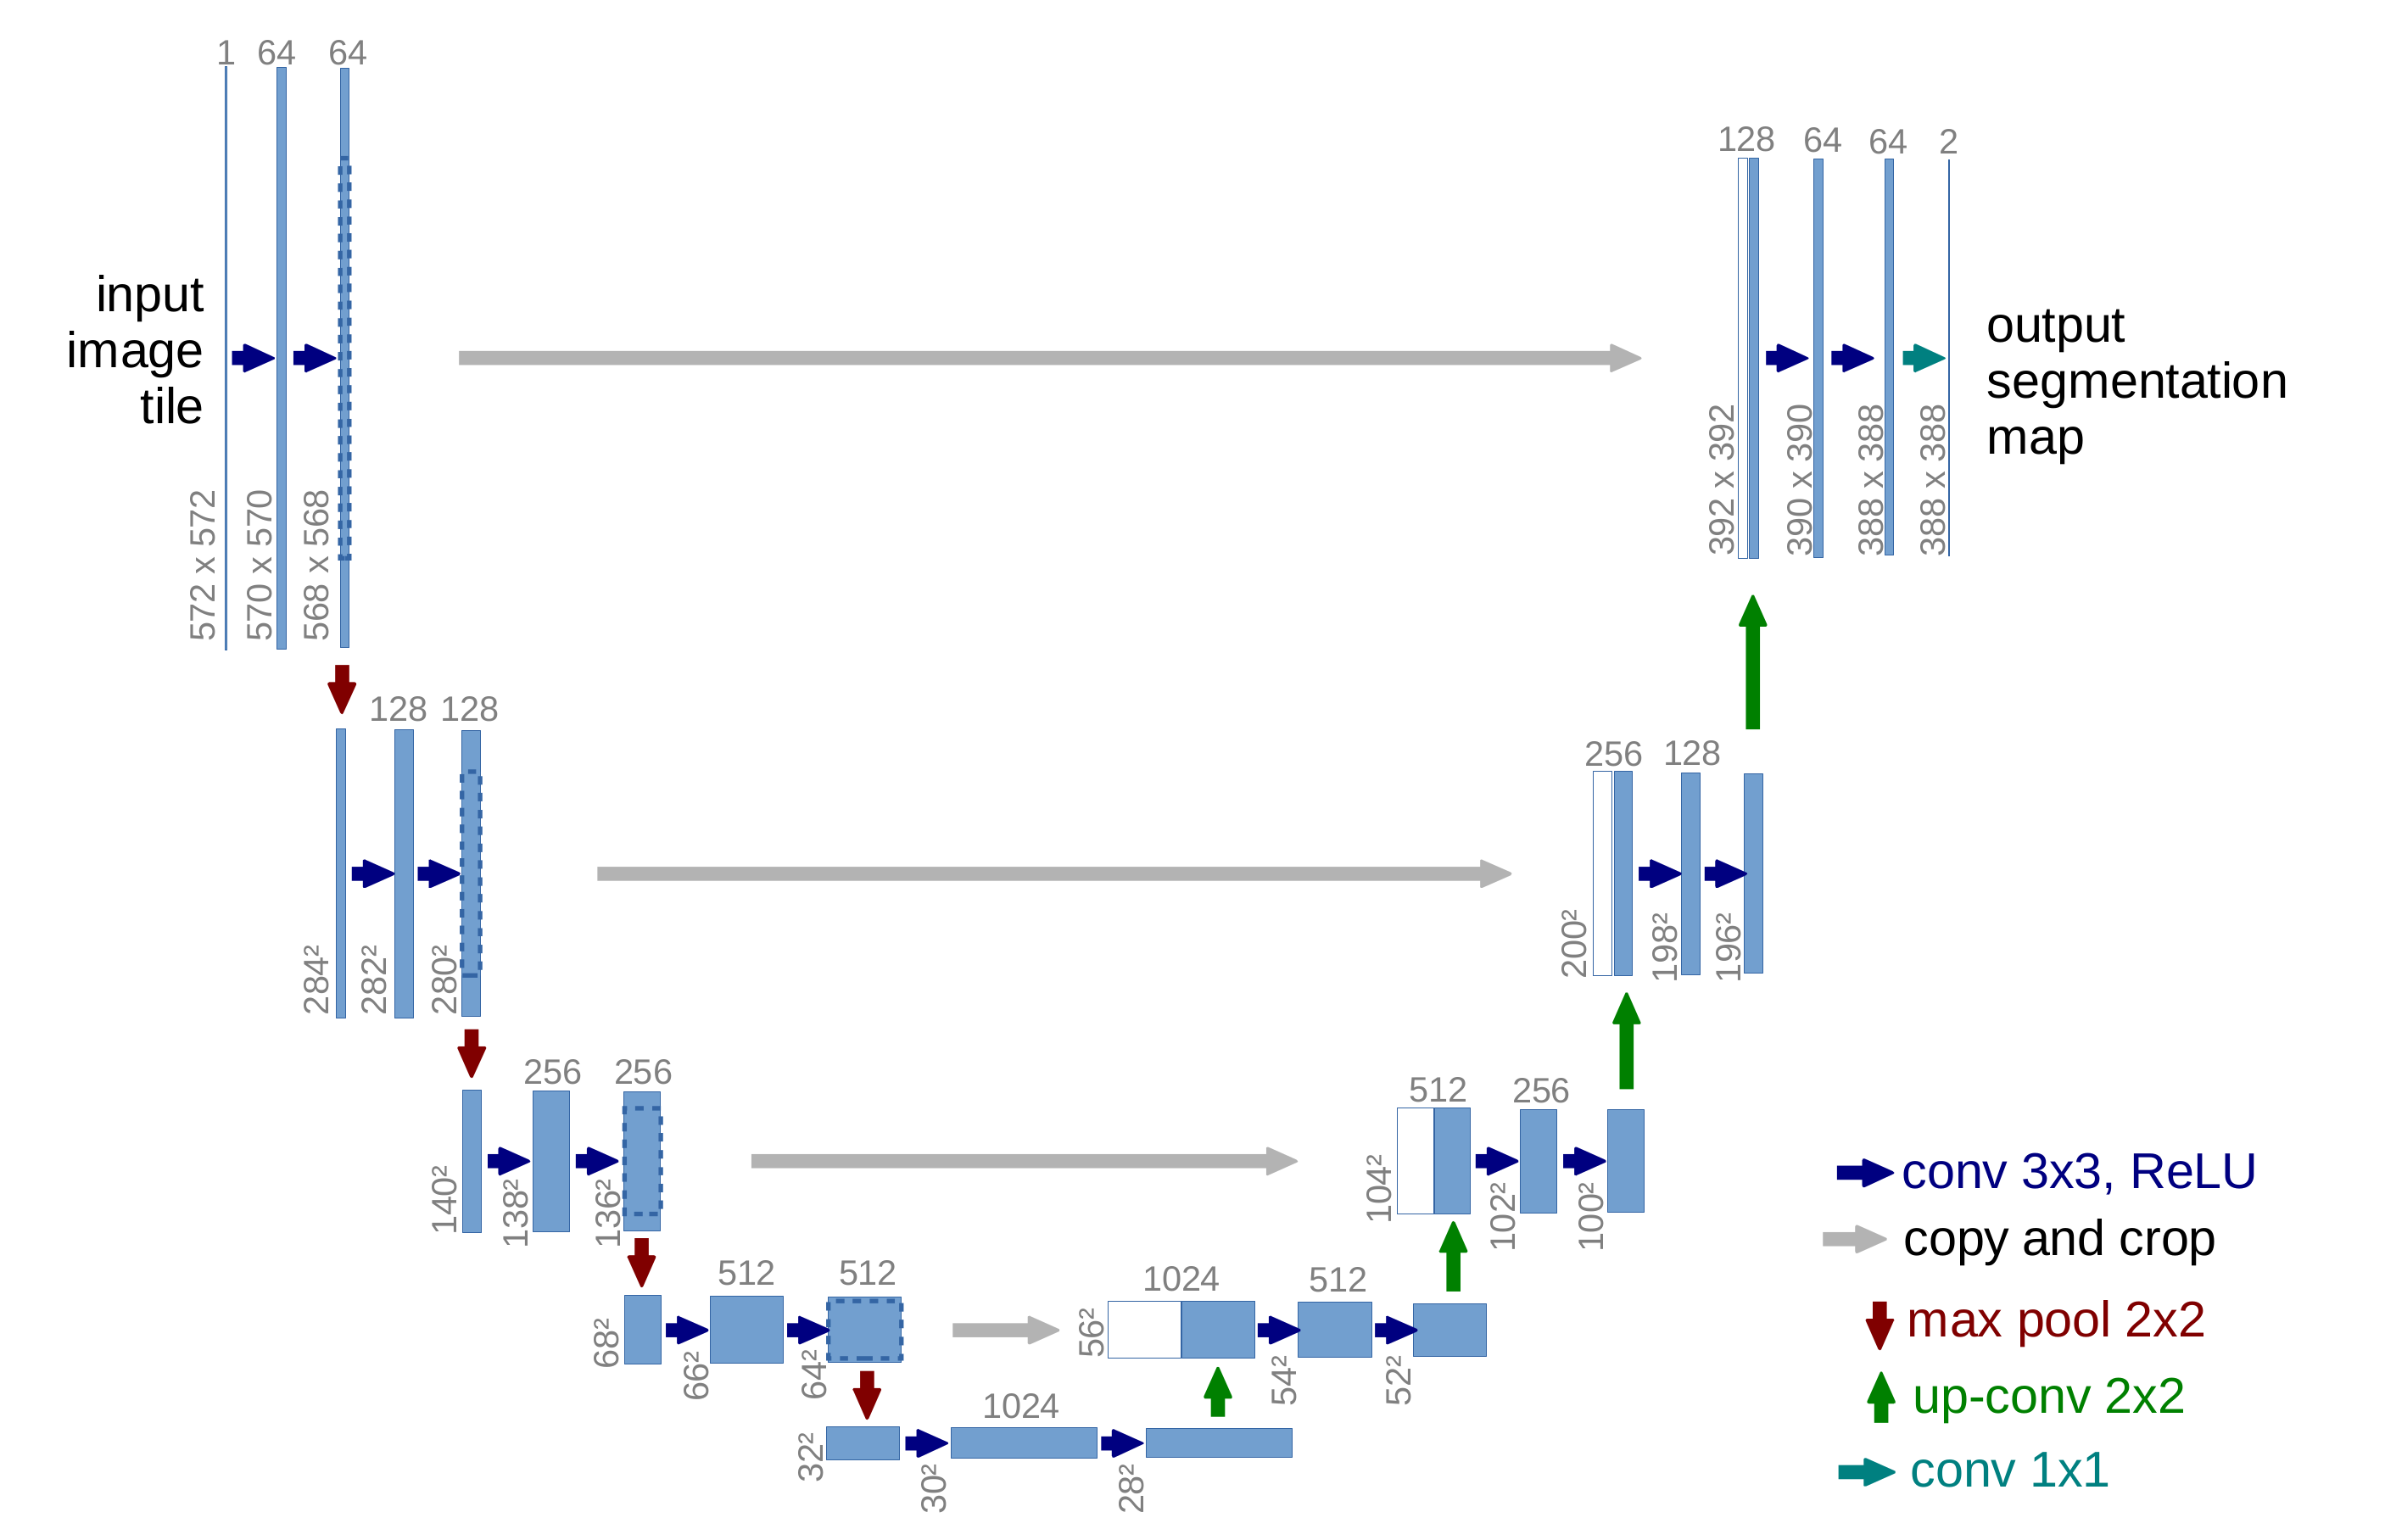 1 64 64
input
image
tile
572 x 572
570 x 570
568 x 568
128 64 64 2
392 x 392
390 x 390
388 x 388
388 x 388
output
segmentation
map
128 128
284²
282²
280²
256 128
200²
198²
196²
256 256
140²
138²
136²
512 256
104²
102²
100²
512 512
68²
66²
64²
1024 512
56²
54²
52²
1024
32²
30²
28²
conv 3x3, ReLU
copy and crop
max pool 2x2
up-conv 2x2
conv 1x1